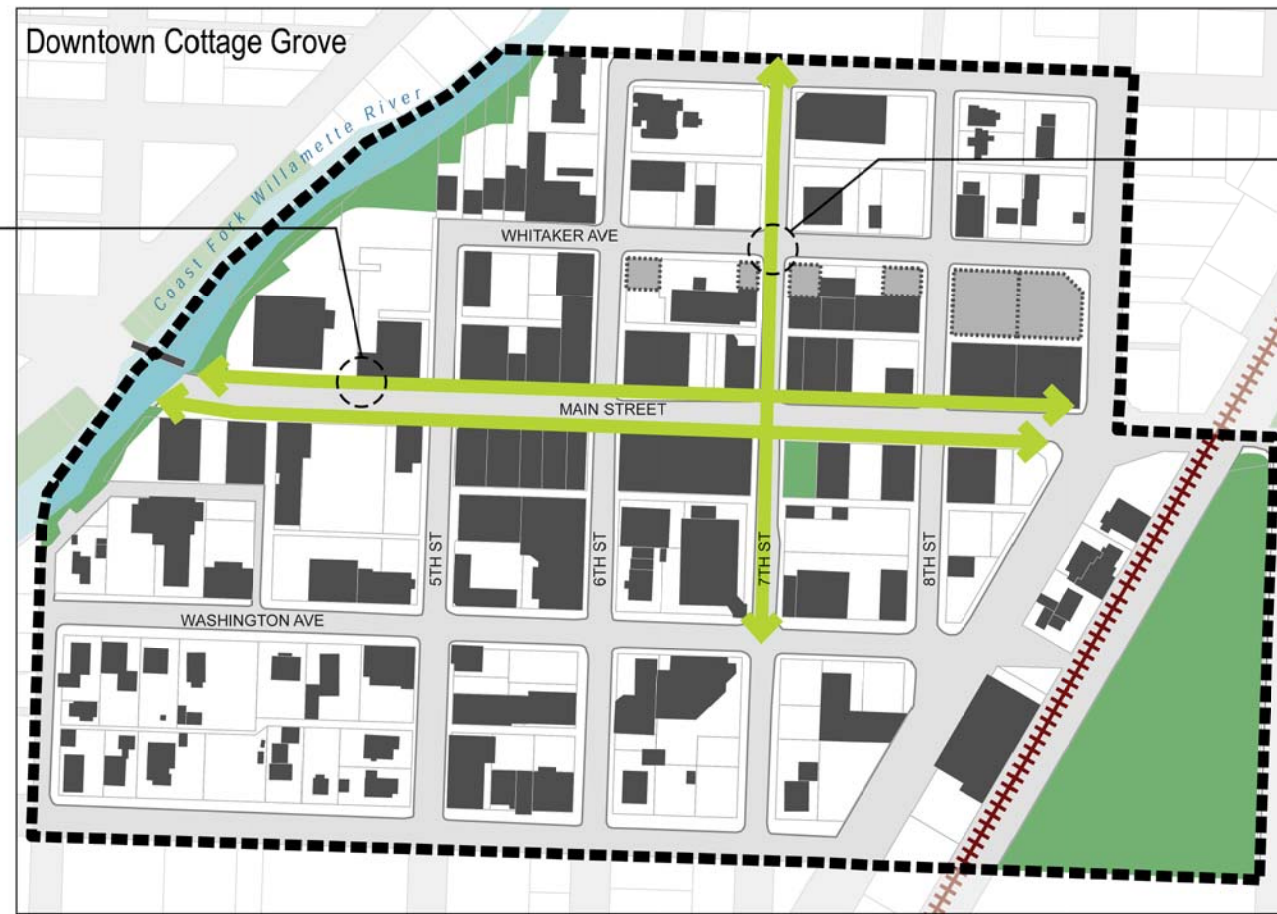 Downtown Cottage Grove
Coast Fork Willamette River
WHITAKER AVE
MAIN STREET
5TH ST
6TH ST
7TH ST
8TH ST
WASHINGTON AVE